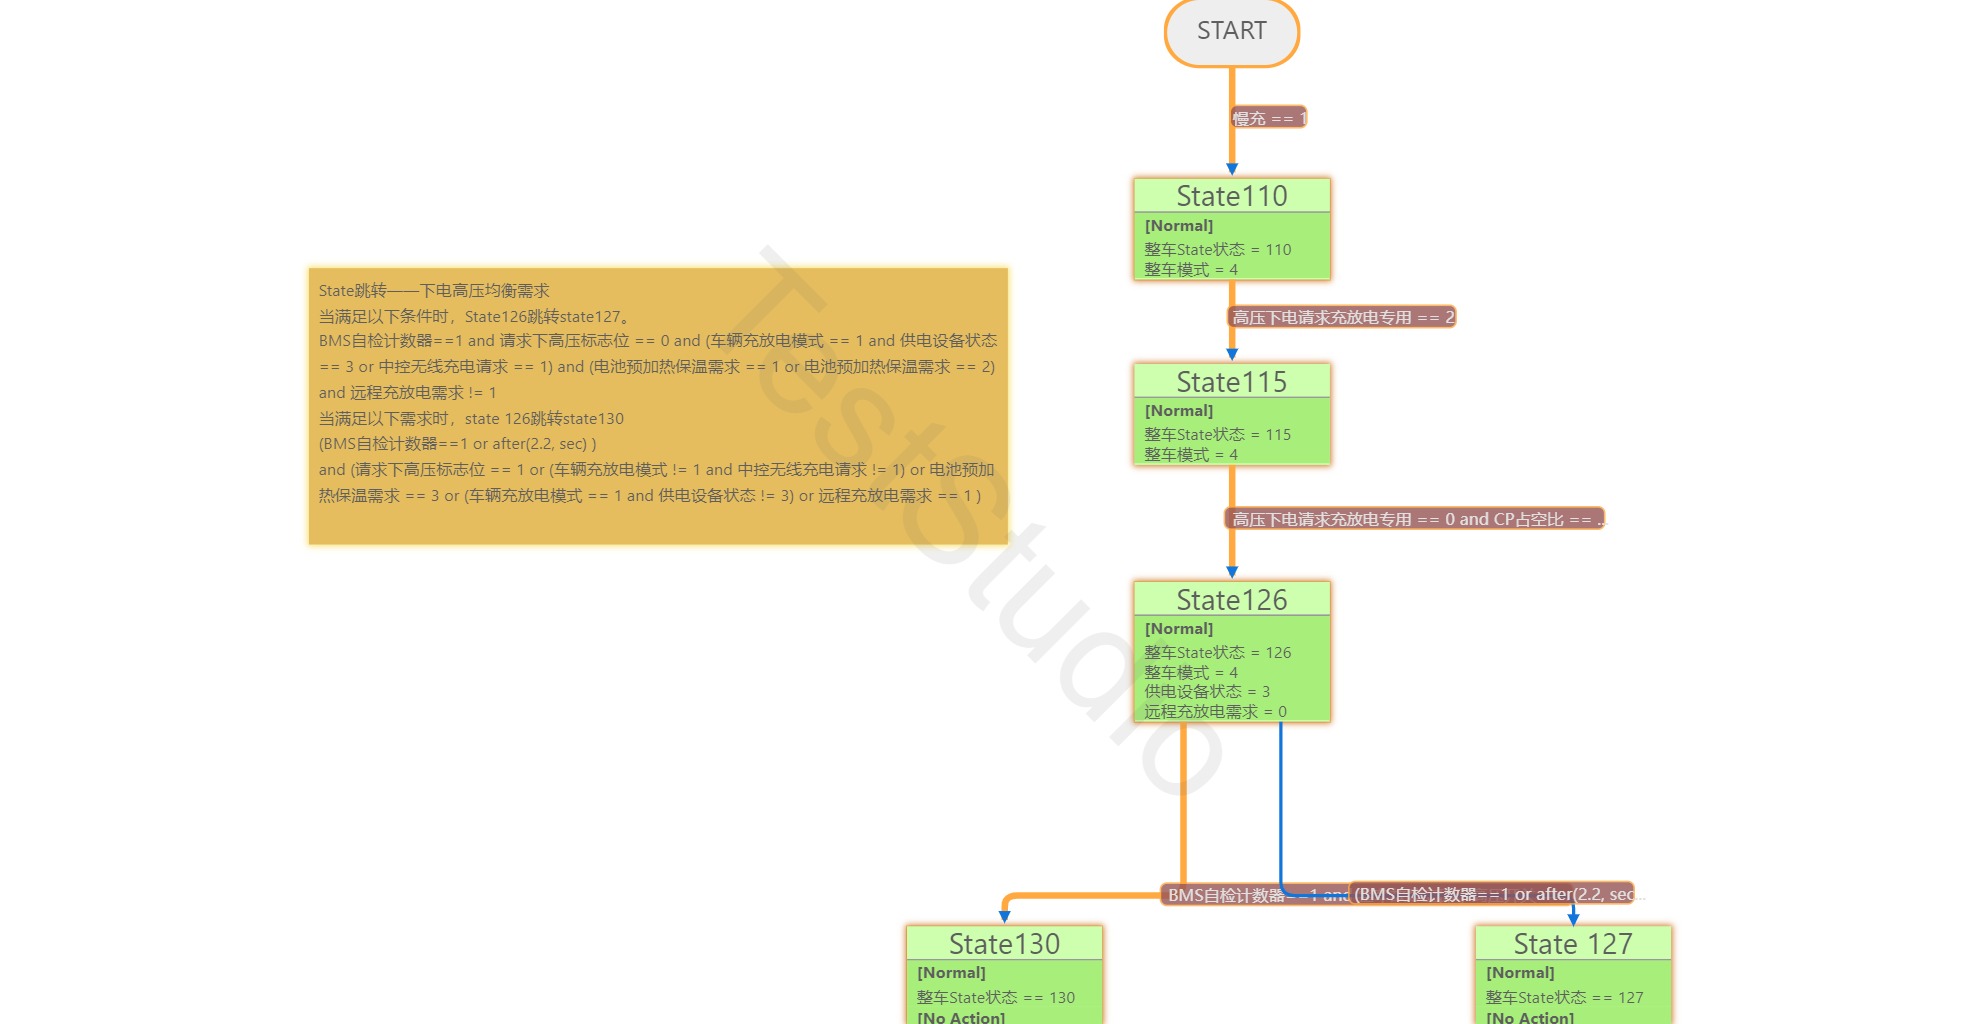 START
慢充 == 1
State110
[Normal]
整车State状态 = 110
整车模式 = 4
State跳转——下电高压均衡需求
当满足以下条件时，State126跳转state127。
BMS自检计数器==1 and 请求下高压标志位 == 0 and (车辆充放电模式 == 1 and 供电设备状态
== 3 or 中控无线充电请求 == 1) and (电池预加热保温需求 == 1 or 电池预加热保温需求 == 2)
and 远程充放电需求 != 1
当满足以下需求时，state 126跳转state130
(BMS自检计数器==1 or after(2.2, sec) )
and (请求下高压标志位 == 1 or (车辆充放电模式 != 1 and 中控无线充电请求 != 1) or 电池预加
热保温需求 == 3 or (车辆充放电模式 == 1 and 供电设备状态 != 3) or 远程充放电需求 == 1 )
高压下电请求充放电专用 == 2
State115
[Normal]
整车State状态 = 115
整车模式 = 4
高压下电请求充放电专用 == 0 and CP占空比 == ...
State126
[Normal]
整车State状态 = 126
整车模式 = 4
供电设备状态 = 3
远程充放电需求 = 0
TestStudio
BMS自检计数器==1 and
(BMS自检计数器==1 or after(2.2, sec...
State130
[Normal]
整车State状态 == 130
[No Action]
State 127
[Normal]
整车State状态 == 127
[No Action]